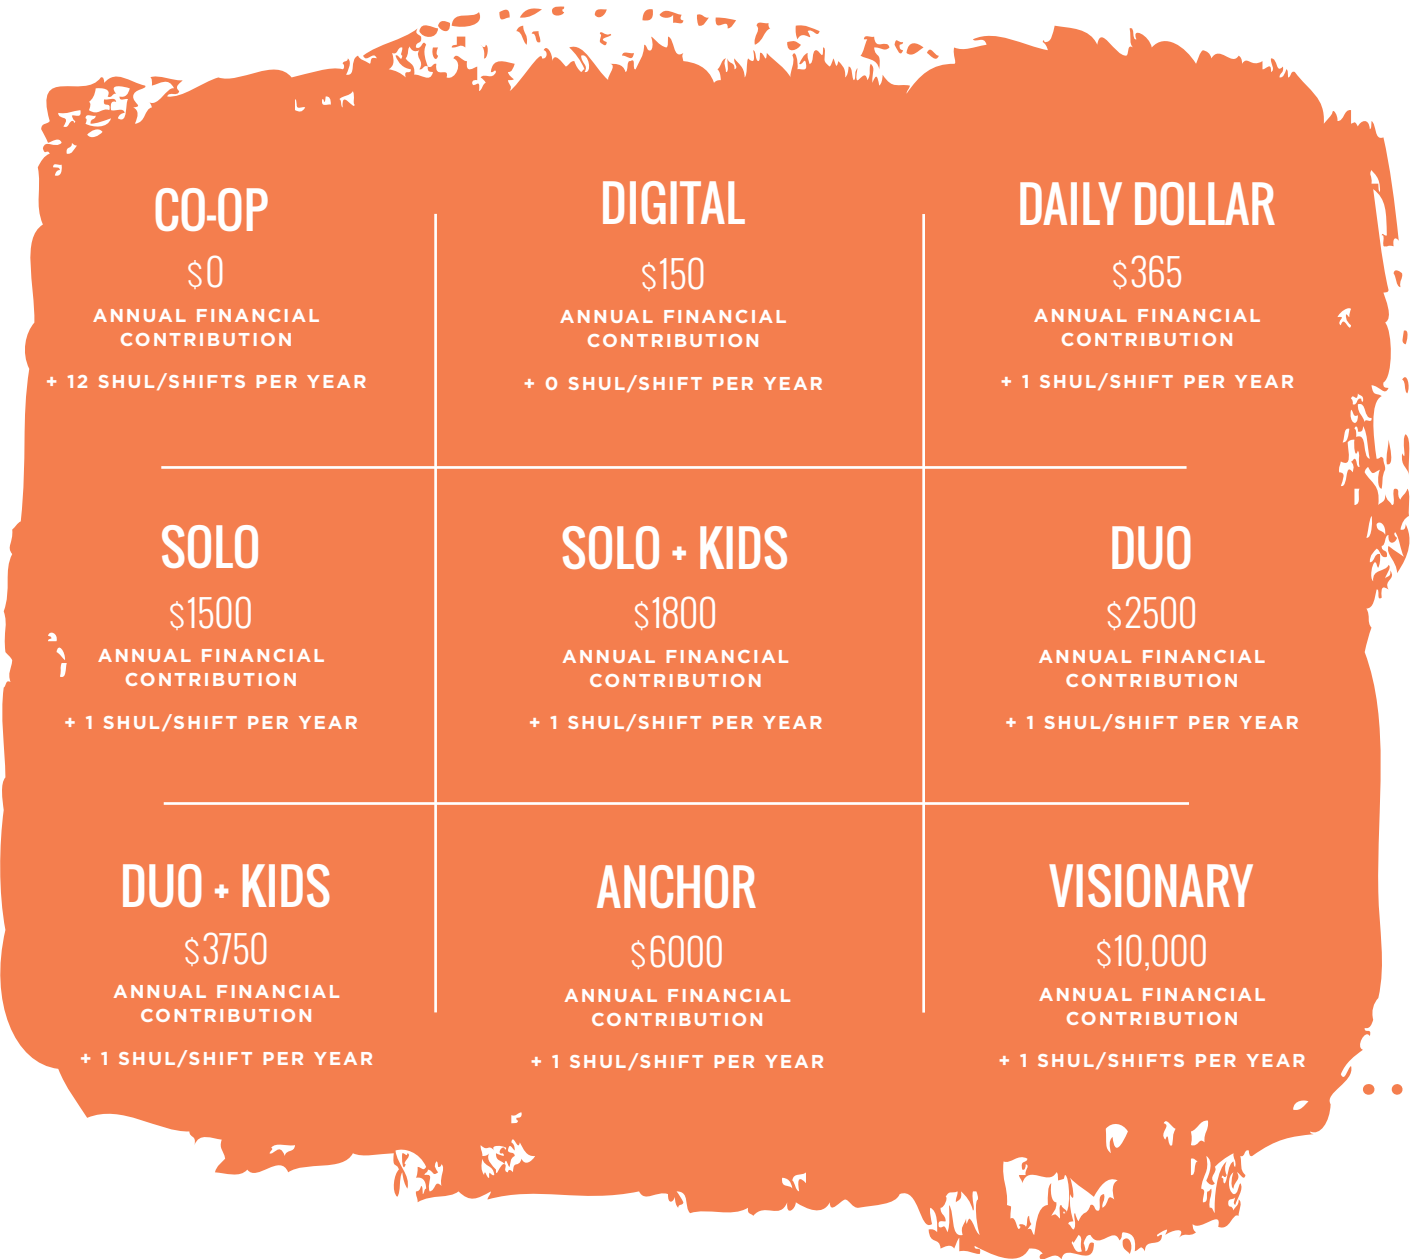 CO-OP
$0
ANNUAL FINANCIAL
CONTRIBUTION
+ 12 SHUL/SHIFTS PER YEAR
DIGITAL
$150
ANNUAL FINANCIAL
CONTRIBUTION
+ 0 SHUL/SHIFT PER YEAR
DAILY DOLLAR
$365
ANNUAL FINANCIAL
CONTRIBUTION
+ 1 SHUL/SHIFT PER YEAR
SOLO
$1500
ANNUAL FINANCIAL
CONTRIBUTION
+ 1 SHUL/SHIFT PER YEAR
SOLO + KIDS
$1800
ANNUAL FINANCIAL
CONTRIBUTION
+ 1 SHUL/SHIFT PER YEAR
DUO
$2500
ANNUAL FINANCIAL
CONTRIBUTION
+ 1 SHUL/SHIFT PER YEAR
DUO + KIDS
$3750
ANNUAL FINANCIAL
CONTRIBUTION
+ 1 SHUL/SHIFT PER YEAR
ANCHOR
$6000
ANNUAL FINANCIAL
CONTRIBUTION
+ 1 SHUL/SHIFT PER YEAR
VISIONARY
$10,000
ANNUAL FINANCIAL
CONTRIBUTION
+ 1 SHUL/SHIFTS PER YEAR